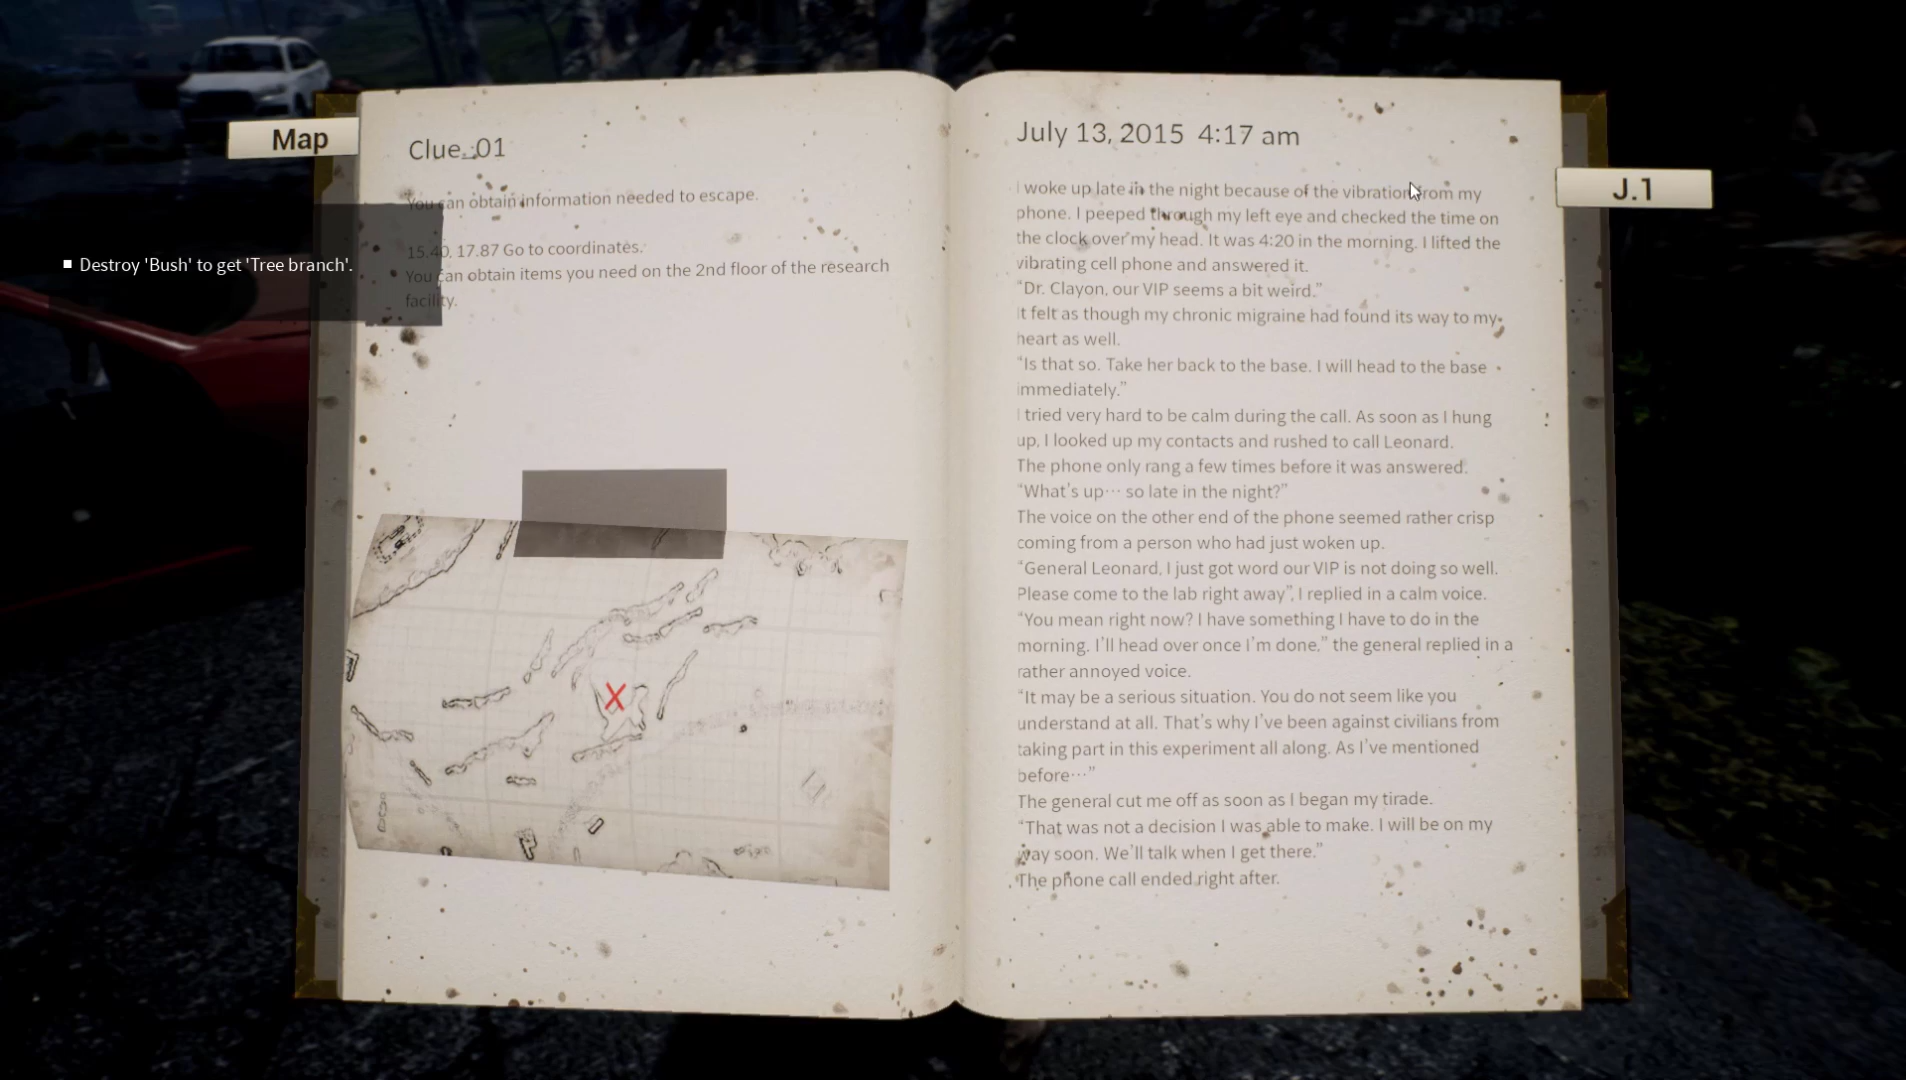 Map
Clue. 01
You can obtain information needed to escape.
15.40, 17.87 Go to coordinates.
You can obtain items you need on the 2nd floor of the research
facility.
■ Destroy 'Bush' to get 'Tree branch'.
July 13, 2015 4:17 am
J.1
I woke up late in the night because of the vibration from my
phone. I peeped through my left eye and checked the time on
the clock over my head. It was 4:20 in the morning. I lifted the
vibrating cell phone and answered it.
“Dr. Clayon, our VIP seems a bit weird.”
It felt as though my chronic migraine had found its way to my
heart as well.
“Is that so. Take her back to the base. I will head to the base
immediately.”
I tried very hard to be calm during the call. As soon as I hung
up, I looked up my contacts and rushed to call Leonard.
The phone only rang a few times before it was answered.
“What's up⋯ so late in the night?”
The voice on the other end of the phone seemed rather crisp
coming from a person who had just woken up.
“General Leonard, I just got word our VIP is not doing so well.
Please come to the lab right away”, I replied in a calm voice.
“You mean right now? I have something I have to do in the
morning. I'll head over once I'm done.” the general replied in a
rather annoyed voice.
“It may be a serious situation. You do not seem like you
understand at all. That's why I've been against civilians from
taking part in this experiment all along. As I've mentioned
before⋯”
The general cut me off as soon as I began my tirade.
“That was not a decision I was able to make. I will be on my
way soon. We'll talk when I get there.”
The phone call ended right after.